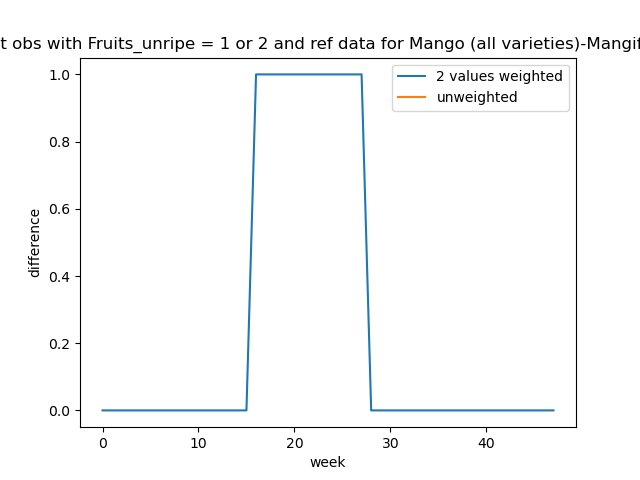 t obs with Fruits_unripe = 1 or 2 and ref data for Mango (all varieties)-Mangif
2 values weighted
unweighted
1.0
0.8
0.6
0.4
0.2
0.0
difference
0 10 20 30 40
week